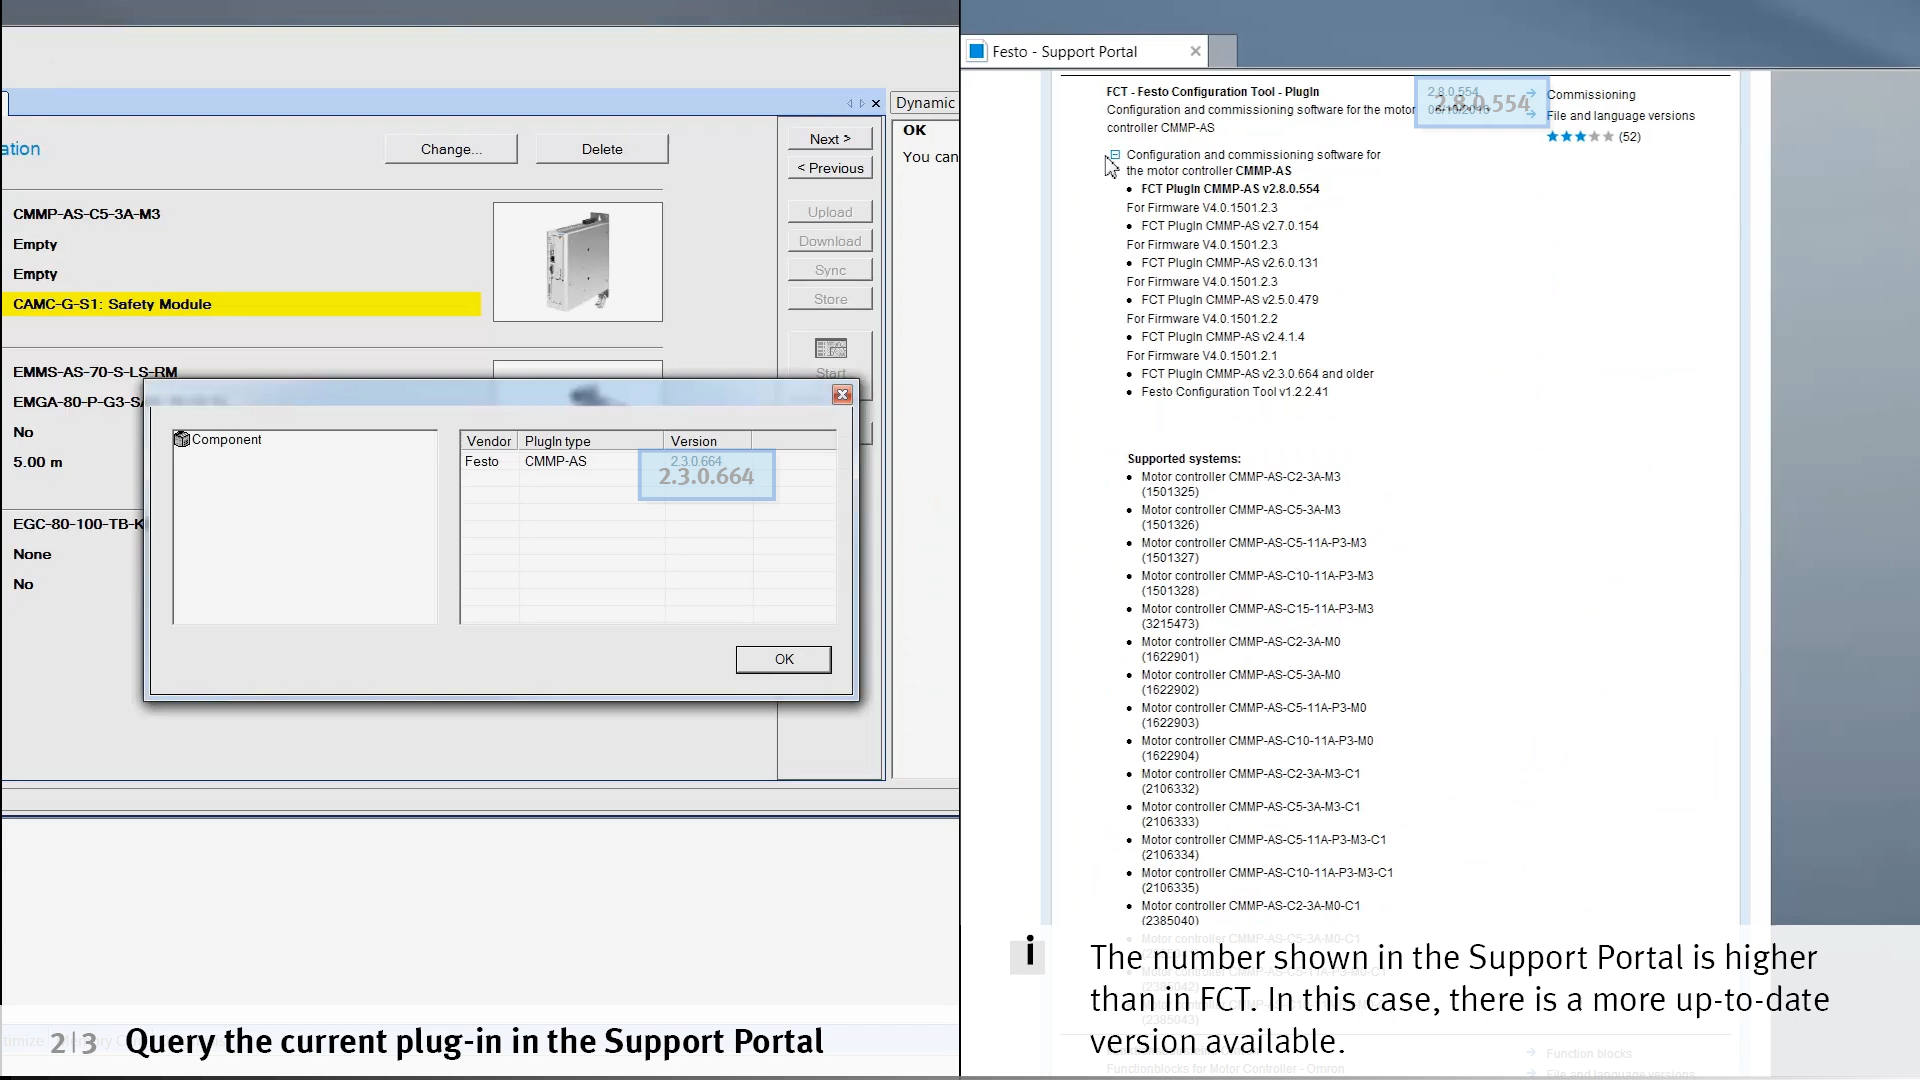 Dynamic
ation
Change...
Delete
Next >
< Previous
OK
You can
CMMP-AS-C5-3A-M3
Empty
Empty
CAMC-G-S1: Safety Module
Upload
Download
Sync
Store
Start
EMMS-AS-70-S-LS-RM
EMGA-80-P-G3-SA
No
5.00 m
EGC-80-100-TB-K
None
No
Component
Vendor PlugIn type Version
Festo CMMP-AS 2.3.0.664
2.3.0.664
OK
2|3 Query the current plug-in in the Support Portal
Festo - Support Portal
FCT - Festo Configuration Tool - PlugIn
Configuration and commissioning software for the motor
controller CMMP-AS
2.8.0.554
2.8.0.554
Commissioning
File and language versions
(52)
Configuration and commissioning software for
the motor controller CMMP-AS
• FCT PlugIn CMMP-AS v2.8.0.554
For Firmware V4.0.1501.2.3
• FCT PlugIn CMMP-AS v2.7.0.154
For Firmware V4.0.1501.2.3
• FCT PlugIn CMMP-AS v2.6.0.131
For Firmware V4.0.1501.2.3
• FCT PlugIn CMMP-AS v2.5.0.479
For Firmware V4.0.1501.2.2
• FCT PlugIn CMMP-AS v2.4.1.4
For Firmware V4.0.1501.2.1
• FCT PlugIn CMMP-AS v2.3.0.664 and older
• Festo Configuration Tool v1.2.2.41
Supported systems:
• Motor controller CMMP-AS-C2-3A-M3
(1501325)
• Motor controller CMMP-AS-C5-3A-M3
(1501326)
• Motor controller CMMP-AS-C5-11A-P3-M3
(1501327)
• Motor controller CMMP-AS-C10-11A-P3-M3
(1501328)
• Motor controller CMMP-AS-C15-11A-P3-M3
(3215473)
• Motor controller CMMP-AS-C2-3A-M0
(1622901)
• Motor controller CMMP-AS-C5-3A-M0
(1622902)
• Motor controller CMMP-AS-C5-11A-P3-M0
(1622903)
• Motor controller CMMP-AS-C10-11A-P3-M0
(1622904)
• Motor controller CMMP-AS-C2-3A-M3-C1
(2106332)
• Motor controller CMMP-AS-C5-3A-M3-C1
(2106333)
• Motor controller CMMP-AS-C5-11A-P3-M3-C1
(2106334)
• Motor controller CMMP-AS-C10-11A-P3-M3-C1
(2106335)
• Motor controller CMMP-AS-C2-3A-M0-C1
(2385040)
• Motor controller CMMP-AS-C5-3A-M0-C1
i
The number shown in the Support Portal is higher
than in FCT. In this case, there is a more up-to-date
version available.
Function blocks
Functionblocks for Motor Controller - Omron
File and language versions